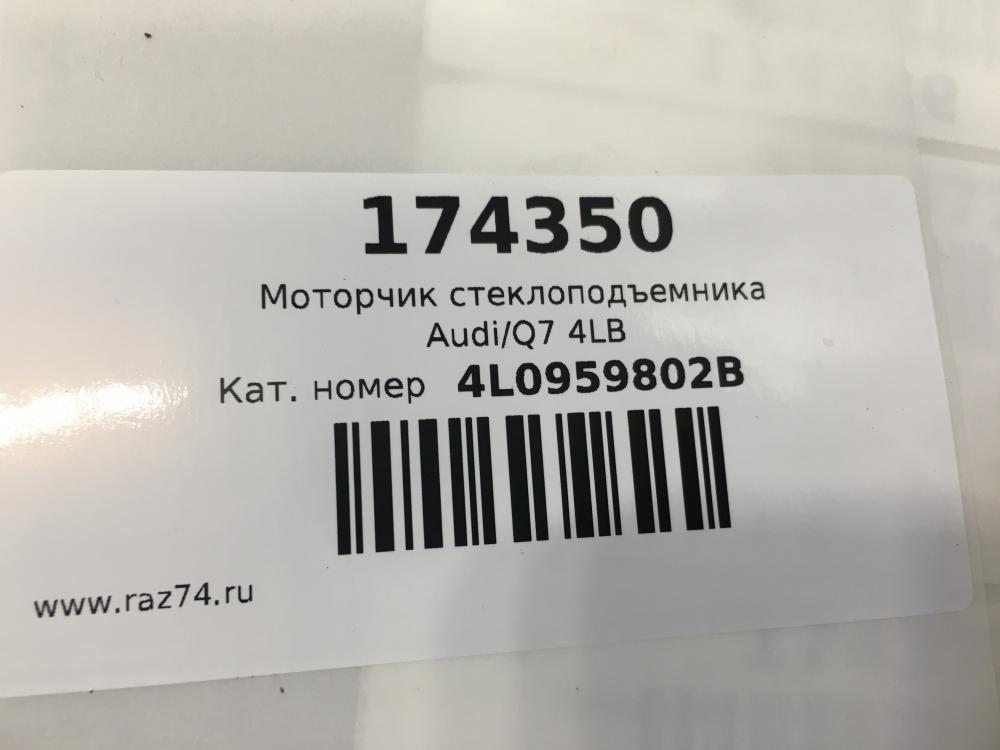 174350
Моторчик стеклоподъемника
Audi/Q7 4LB
Кат. номер 4L0959802B
www.raz74.ru